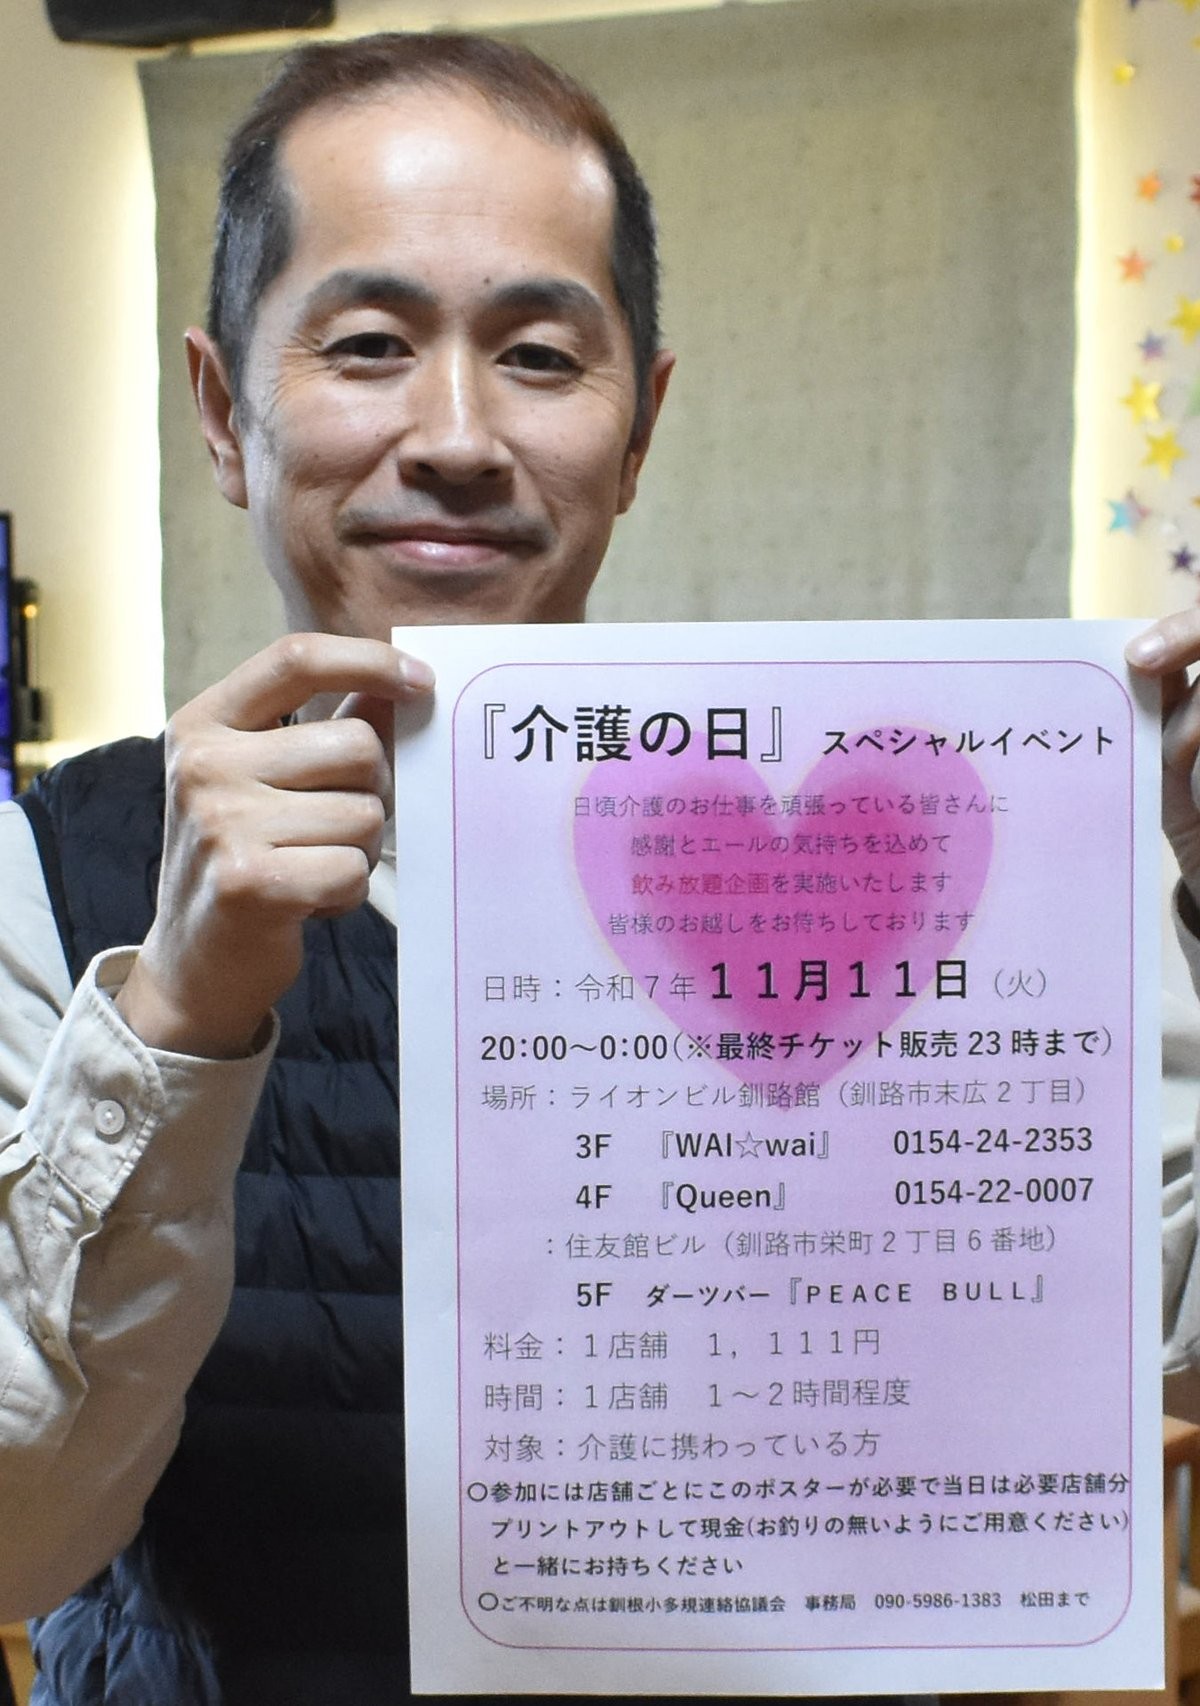 『介護の日』 スペシャルイベント
日頃介護のお仕事を頑張っている皆さんに
感謝とエールの気持ちを込めて
飲み放題企画を実施いたします
皆様のお越しをお待ちしております
日時：令和７年１１月１１日（火）
20:00～0:00(※最終チケット販売 23 時まで)
場所：ライオンビル釧路館（釧路市末広２丁目）
3F 『WAI☆wai』 0154-24-2353
4F 『Queen』 0154-22-0007
：住友館ビル（釧路市栄町２丁目６番地）
5F ダーツバー『ＰＥＡＣＥ ＢＵＬＬ』
料金：１店舗 １，１１１円
時間：１店舗 １～２時間程度
対象：介護に携わっている方
〇参加には店舗ごとにこのポスターが必要で当日は必要店舗分
プリントアウトして現金(お釣りの無いようにご用意ください)
と一緒にお持ちください
〇ご不明な点は釧根小多規連絡協議会 事務局 090-5986-1383 松田まで